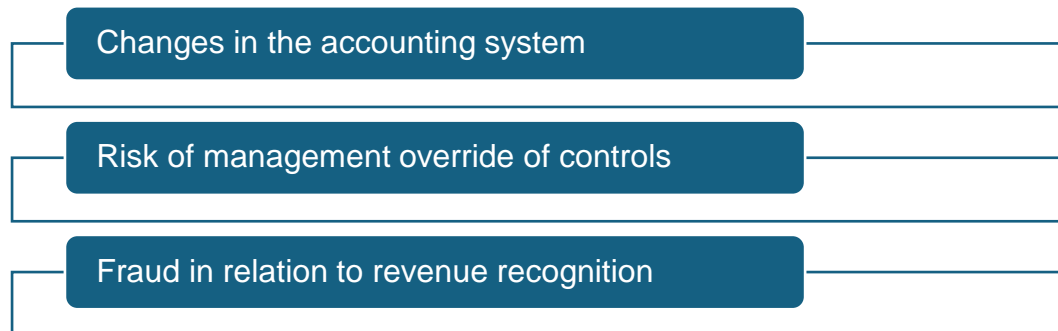 Changes in the accounting system
Risk of management override of controls
Fraud in relation to revenue recognition